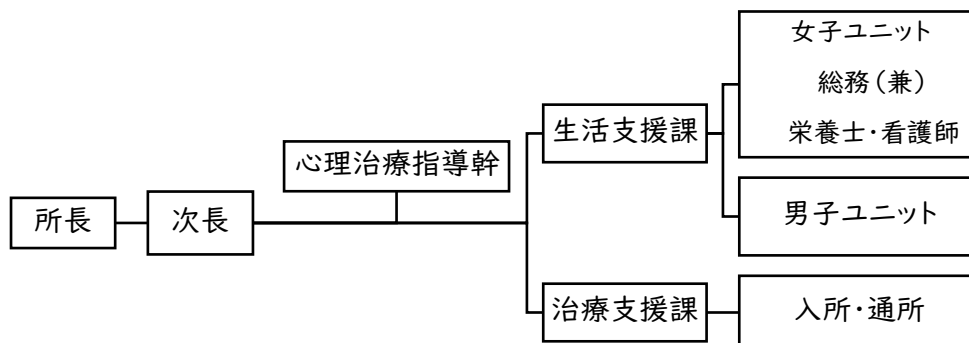 女子ユニット
総務（兼）
栄養士・看護師
生活支援課
心理治療指導幹
男子ユニット
所長
次長
治療支援課
入所・通所